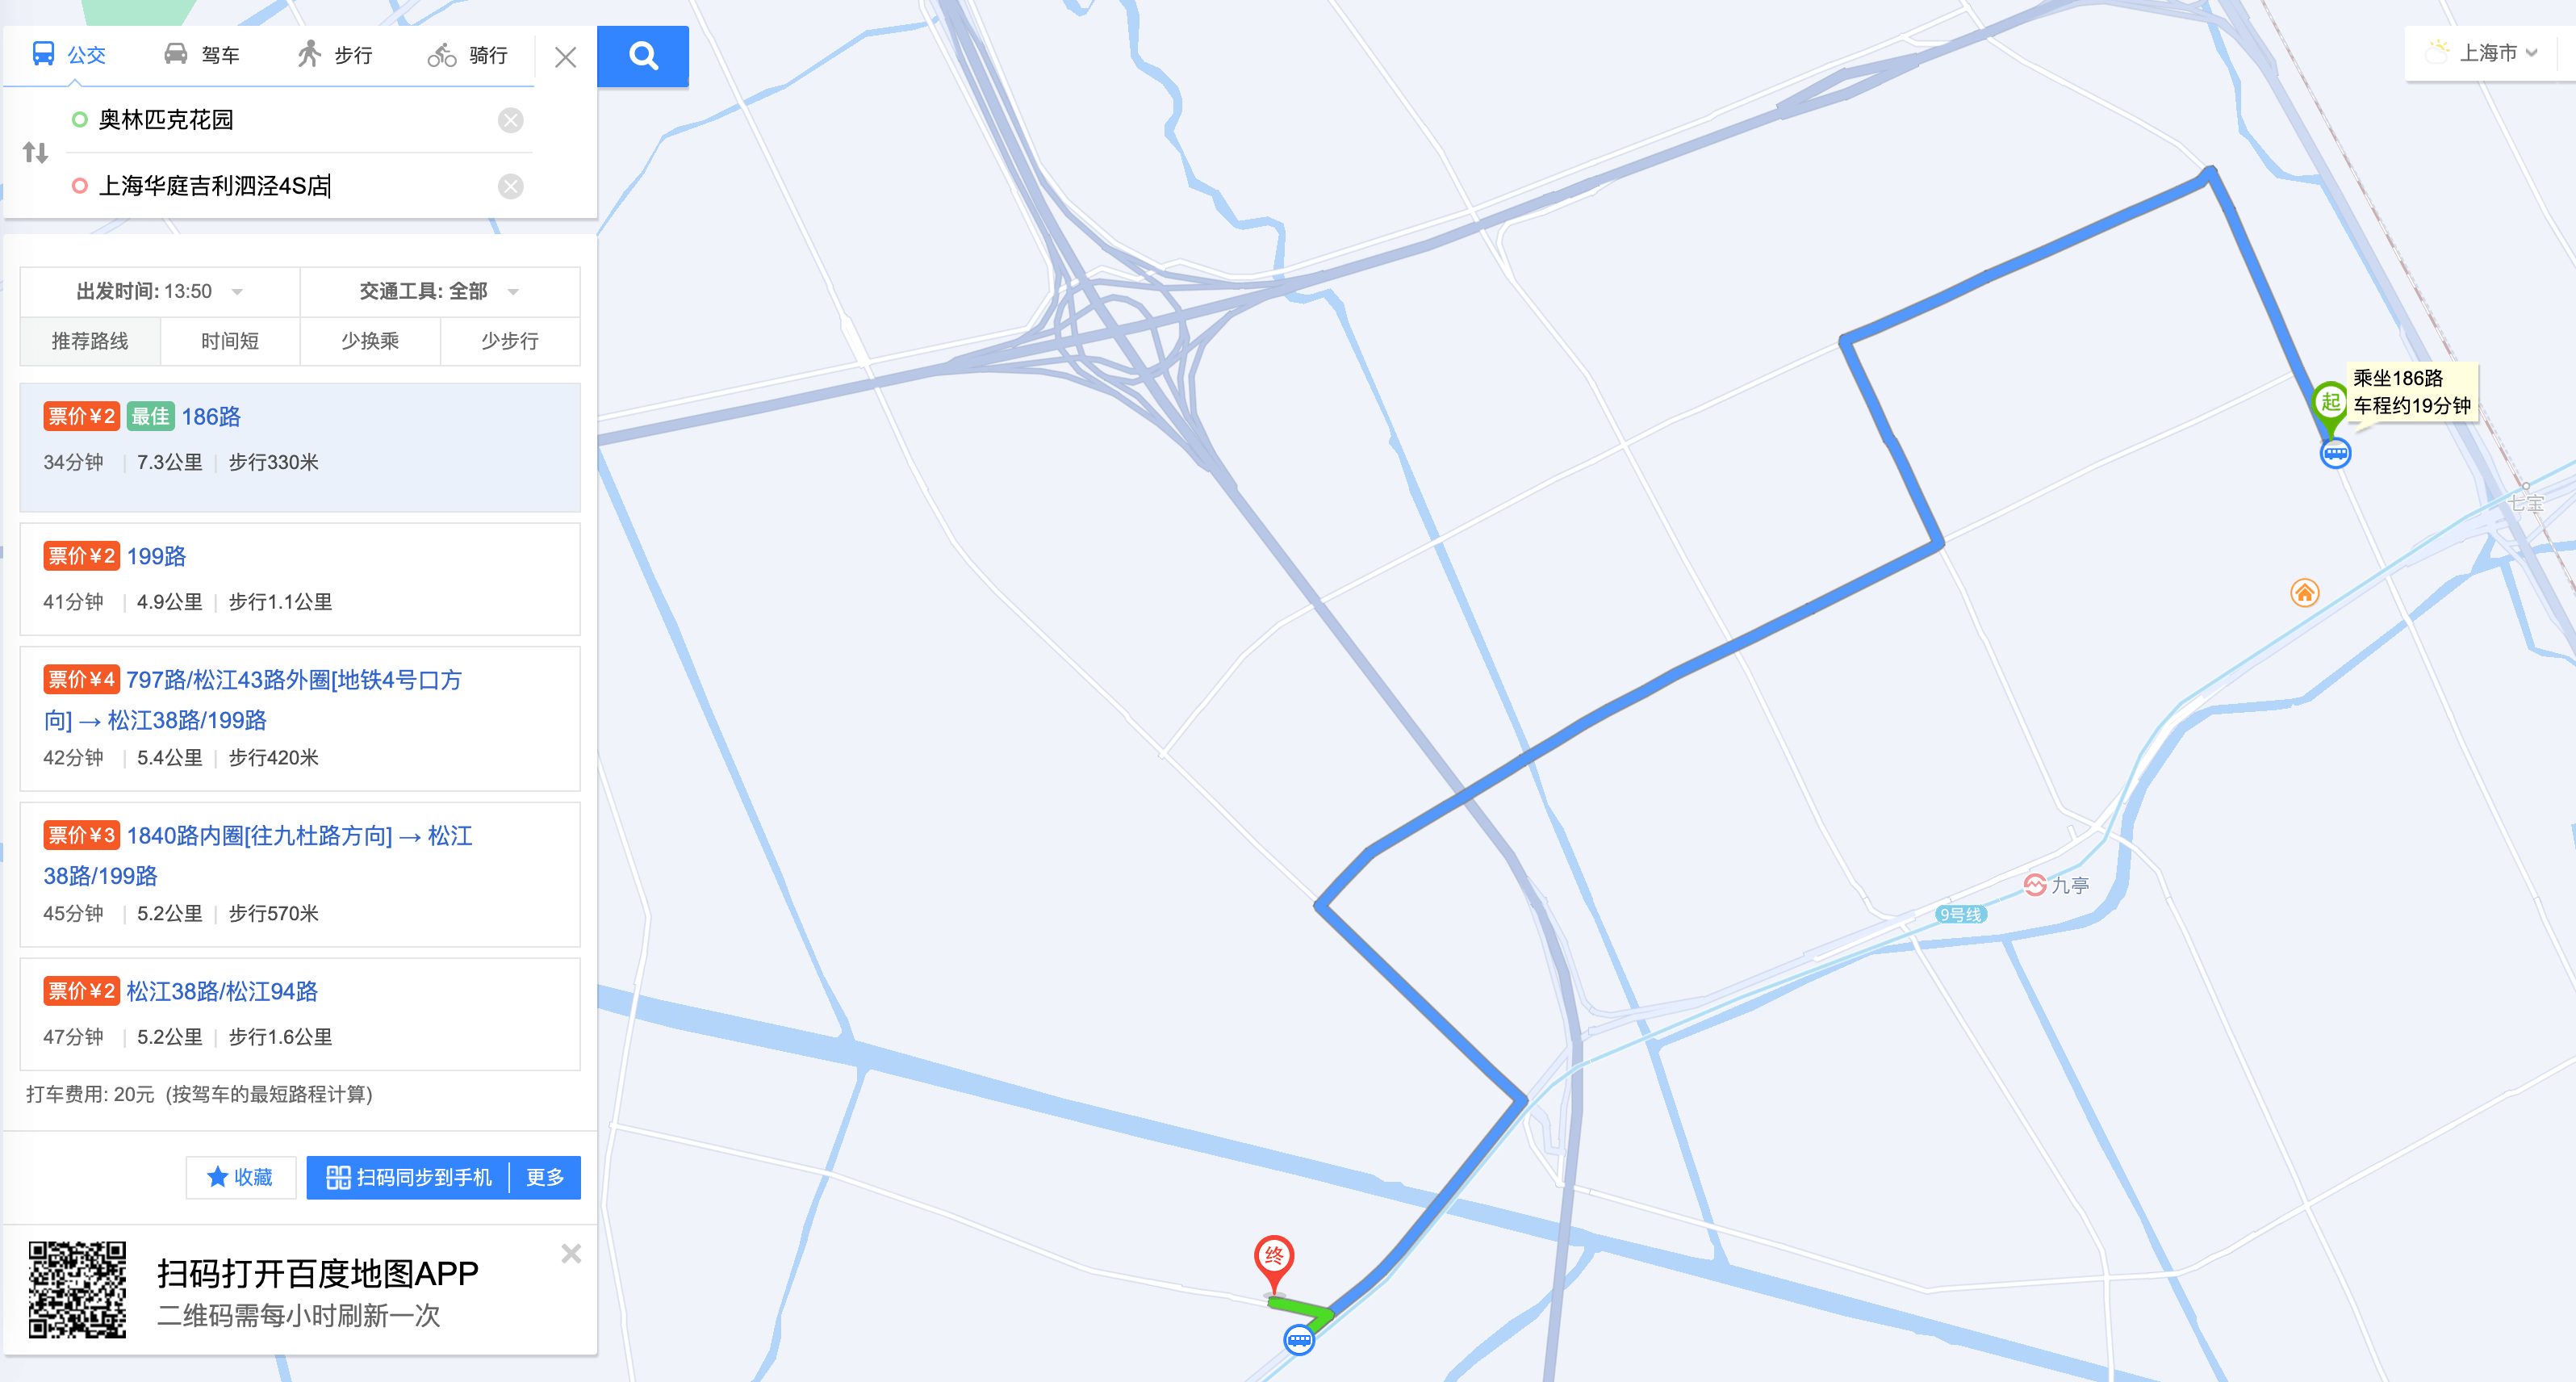 公交
驾车
步行
骑行
奥林匹克花园
上海华庭吉利泗泾4S店
出发时间: 13:50
交通工具: 全部
推荐路线
时间短
少换乘
少步行
票价¥2 最佳 186路
34分钟 | 7.3公里 | 步行330米
票价¥2 199路
41分钟 | 4.9公里 | 步行1.1公里
票价¥4 797路/松江43路外圈[地铁4号口方
向] → 松江38路/199路
42分钟 | 5.4公里 | 步行420米
票价¥3 1840路内圈[往九杜路方向] → 松江
38路/199路
45分钟 | 5.2公里 | 步行570米
票价¥2 松江38路/松江94路
47分钟 | 5.2公里 | 步行1.6公里
打车费用: 20元 (按驾车的最短路程计算)
收藏
扫码同步到手机 | 更多
扫码打开百度地图APP
二维码需每小时刷新一次
上海市
起
乘坐186路
车程约19分钟
七宝
九亭
9号线
终